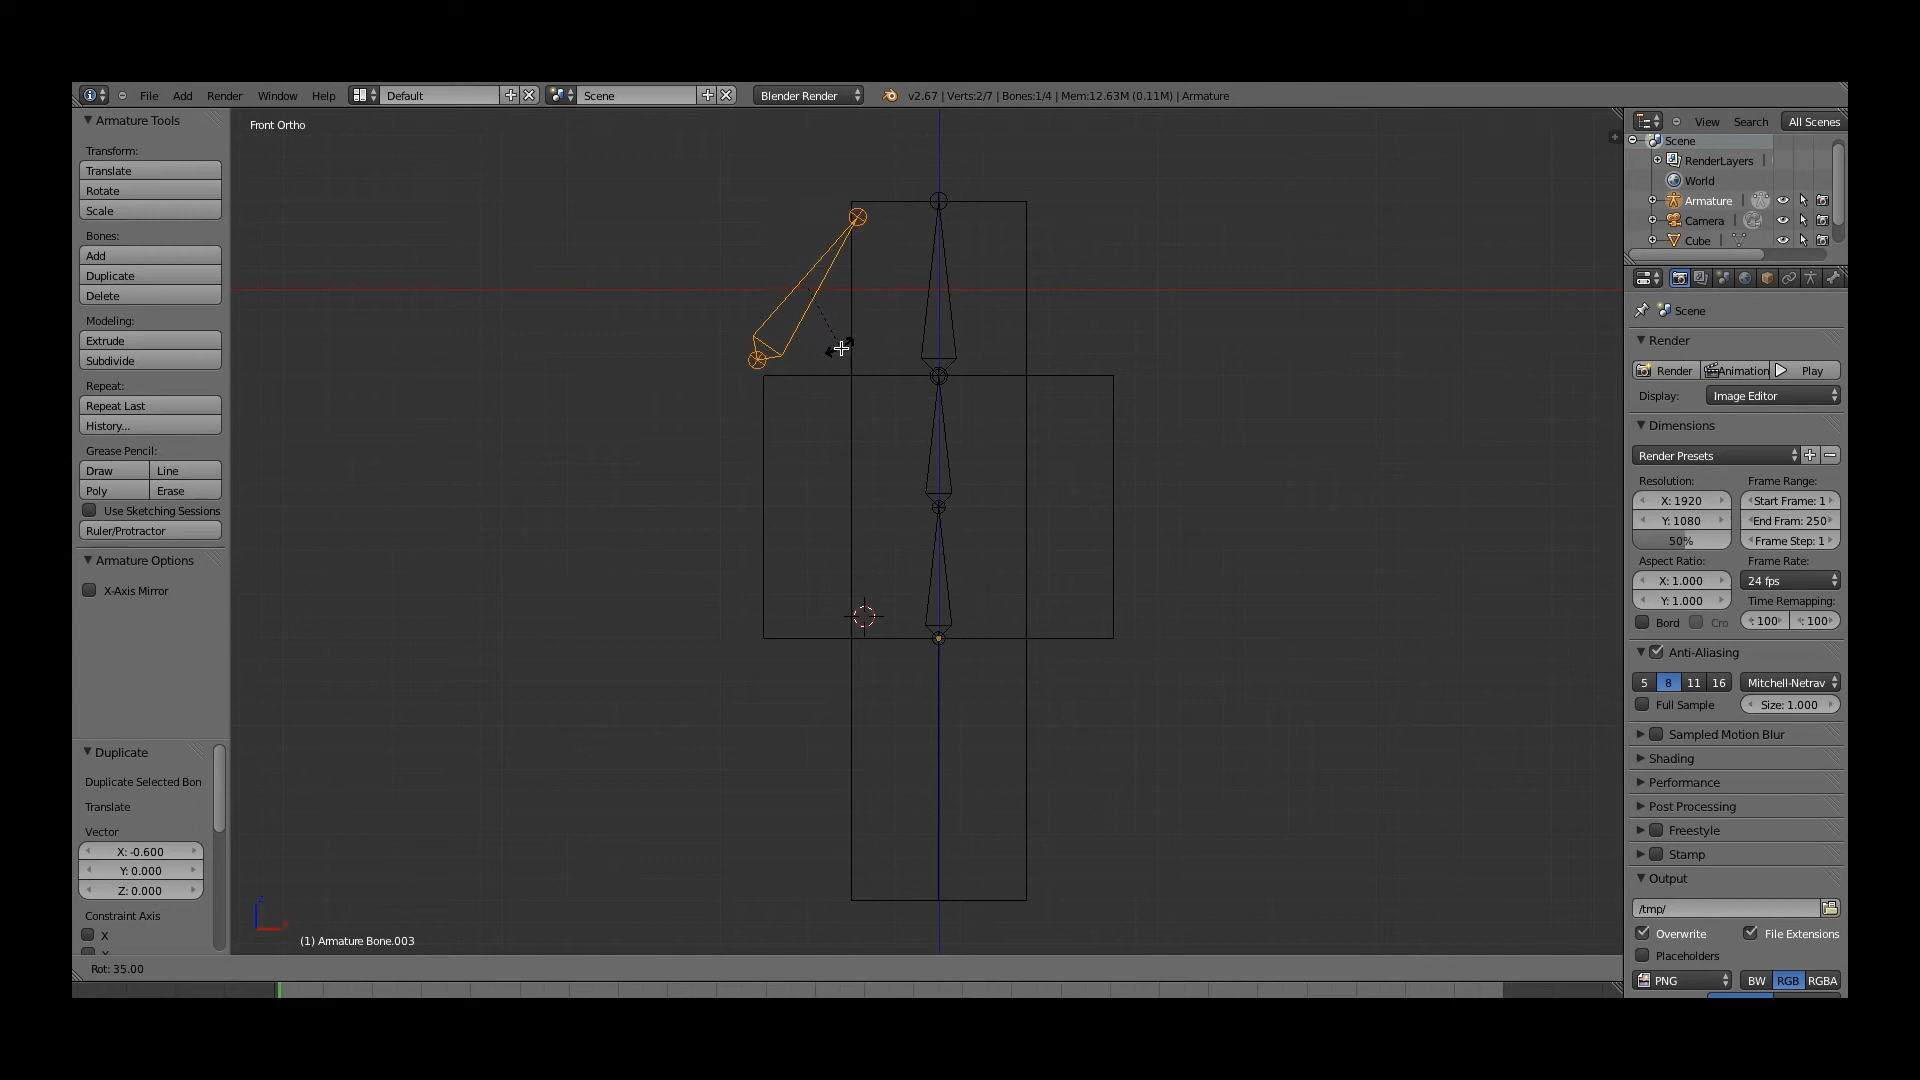 File Add Render Window Help Default Scene Blender Render v2.67 | Verts:2/7 | Bones:1/4 | Mem:12.63M (0.11M) | Armature
Armature Tools
Transform:
Translate
Rotate
Scale
Bones:
Add
Duplicate
Delete
Modeling:
Extrude
Subdivide
Repeat:
Repeat Last
History...
Grease Pencil:
Draw Line
Poly Erase
Use Sketching Sessions
Ruler/Protractor
Armature Options
X-Axis Mirror
Duplicate
Duplicate Selected Bon
Translate
Vector
X: -0.600
Y: 0.000
Z: 0.000
Constraint Axis
X
Front Ortho
(1) Armature Bone.003
Rot: 35.00
View Search All Scenes
Scene
RenderLayers
World
Armature
Camera
Cube
Scene
Render
Render Animation Play
Display: Image Editor
Dimensions
Render Presets
Resolution: Frame Range:
X: 1920 Start Frame: 1
Y: 1080 End Fram: 250
50% Frame Step: 1
Aspect Ratio: Frame Rate:
X: 1.000 24 fps
Y: 1.000 Time Remapping:
Bord Cro : 100 : 100
Anti-Aliasing
5 8 11 16 Mitchell-Netrav
Full Sample Size: 1.000
Sampled Motion Blur
Shading
Performance
Post Processing
Freestyle
Stamp
Output
/tmp/
Overwrite File Extensions
Placeholders
PNG BW RGB RGBA